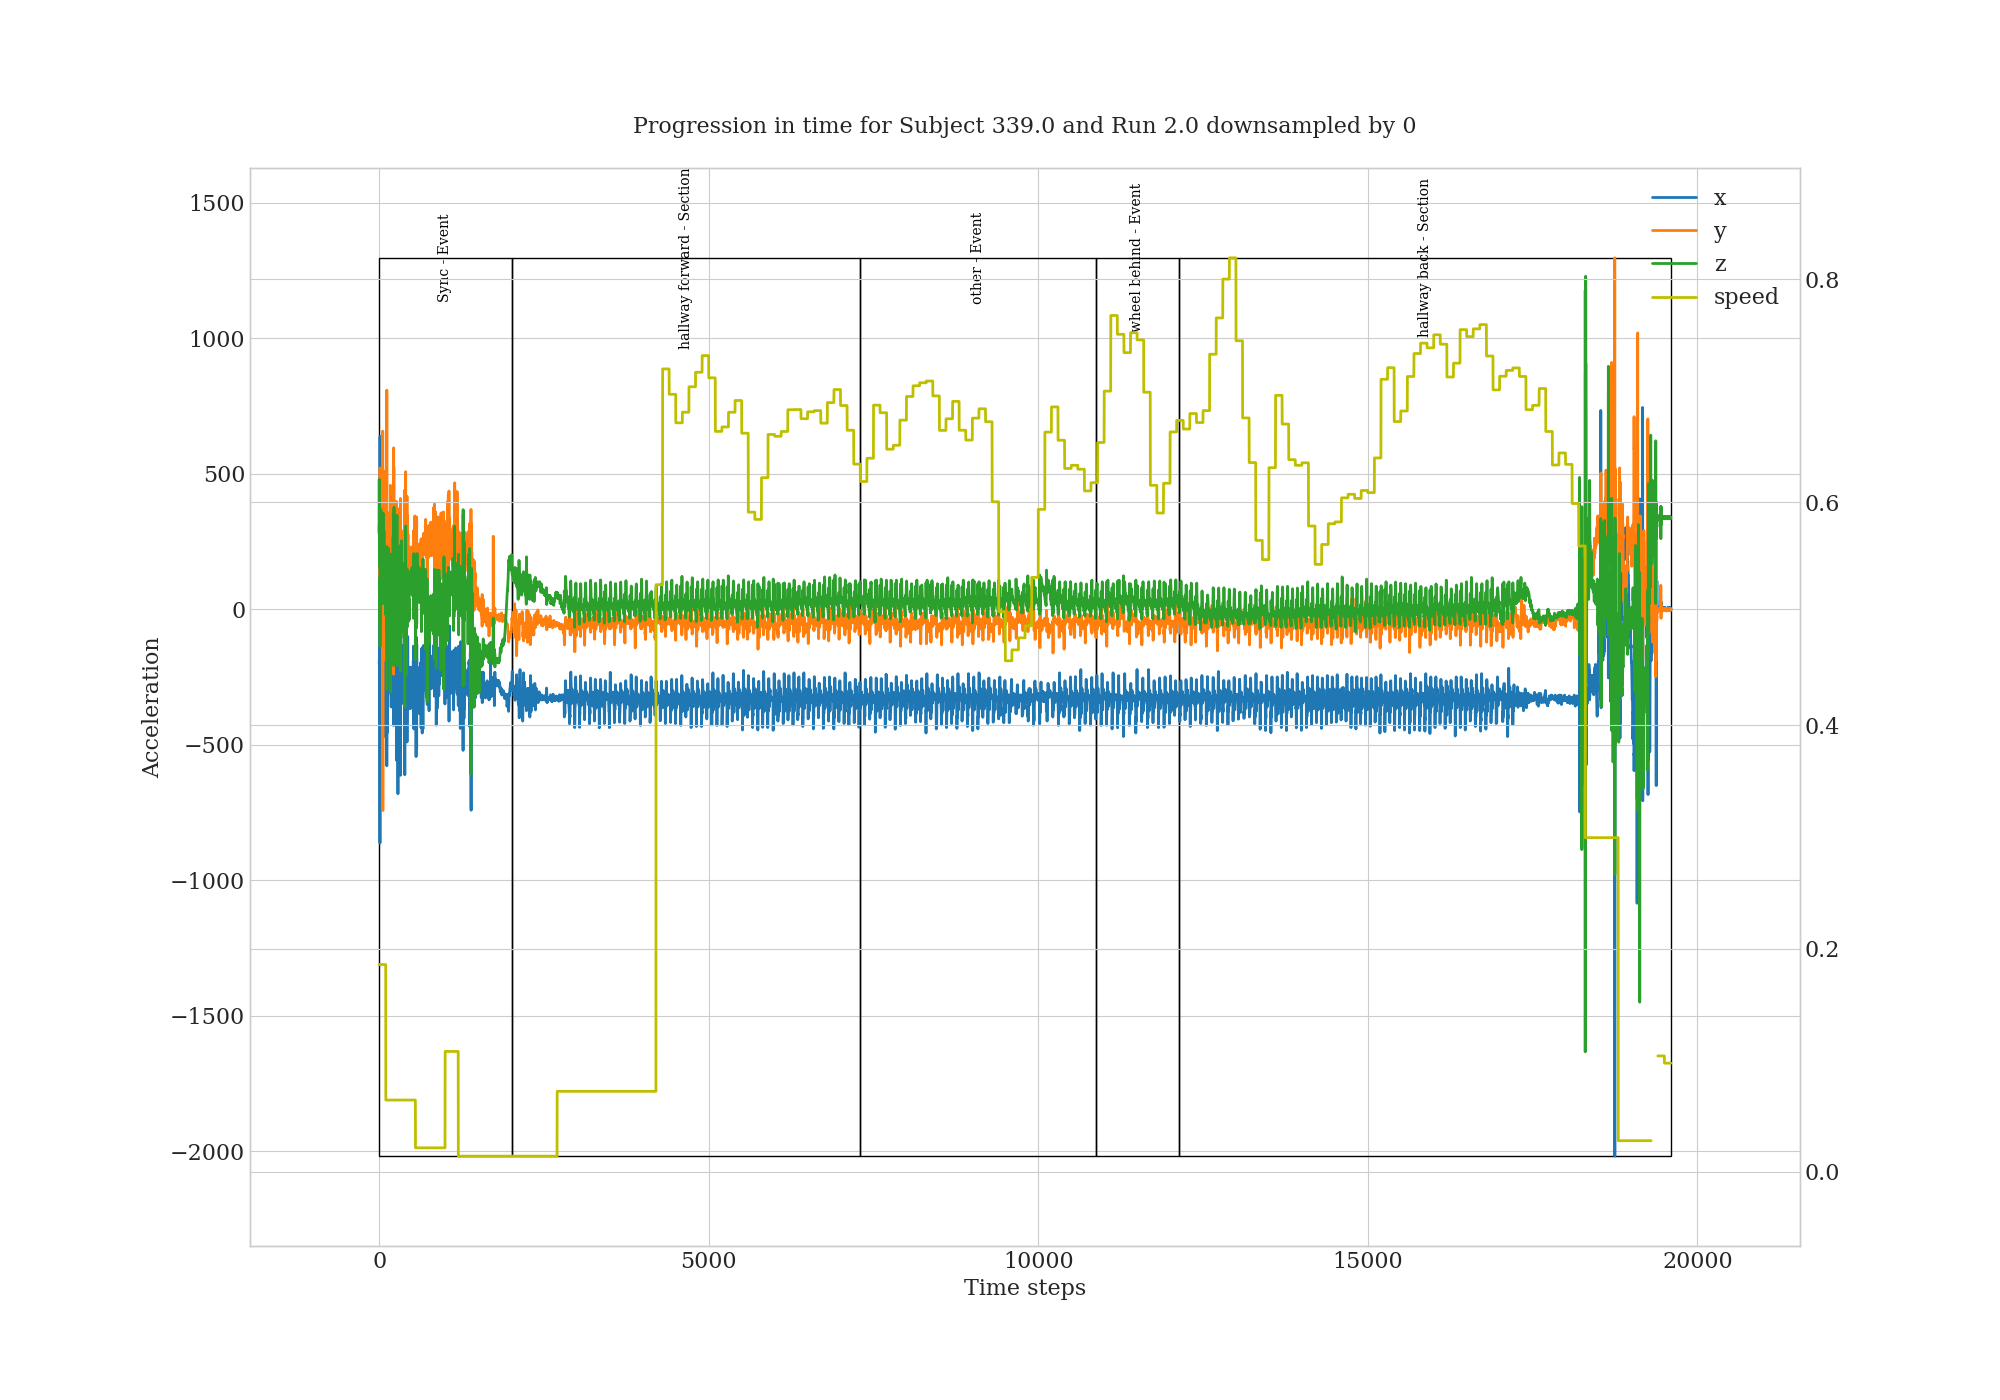 Progression in time for Subject 339.0 and Run 2.0 downsampled by 0
1500
1000
500
0
−500
−1000
−1500
−2000
Acceleration
Sync - Event
hallway forward - Section
other - Event
wheel behind - Event
hallway back - Section
x
y
z
speed
0.8
0.6
0.4
0.2
0.0
0
5000
10000
15000
20000
Time steps